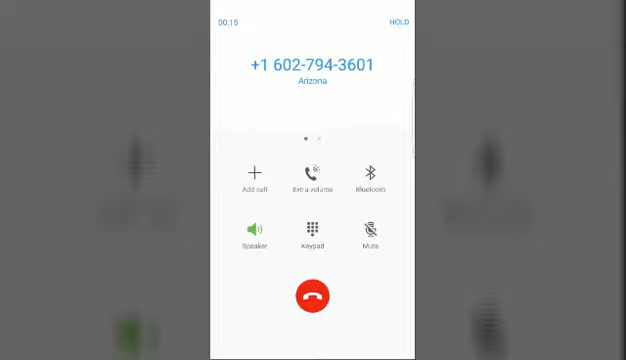 00:15 HOLD
+1 602-794-3601
Arizona
Add call Extra volume Bluetooth
Speaker Keypad Mute